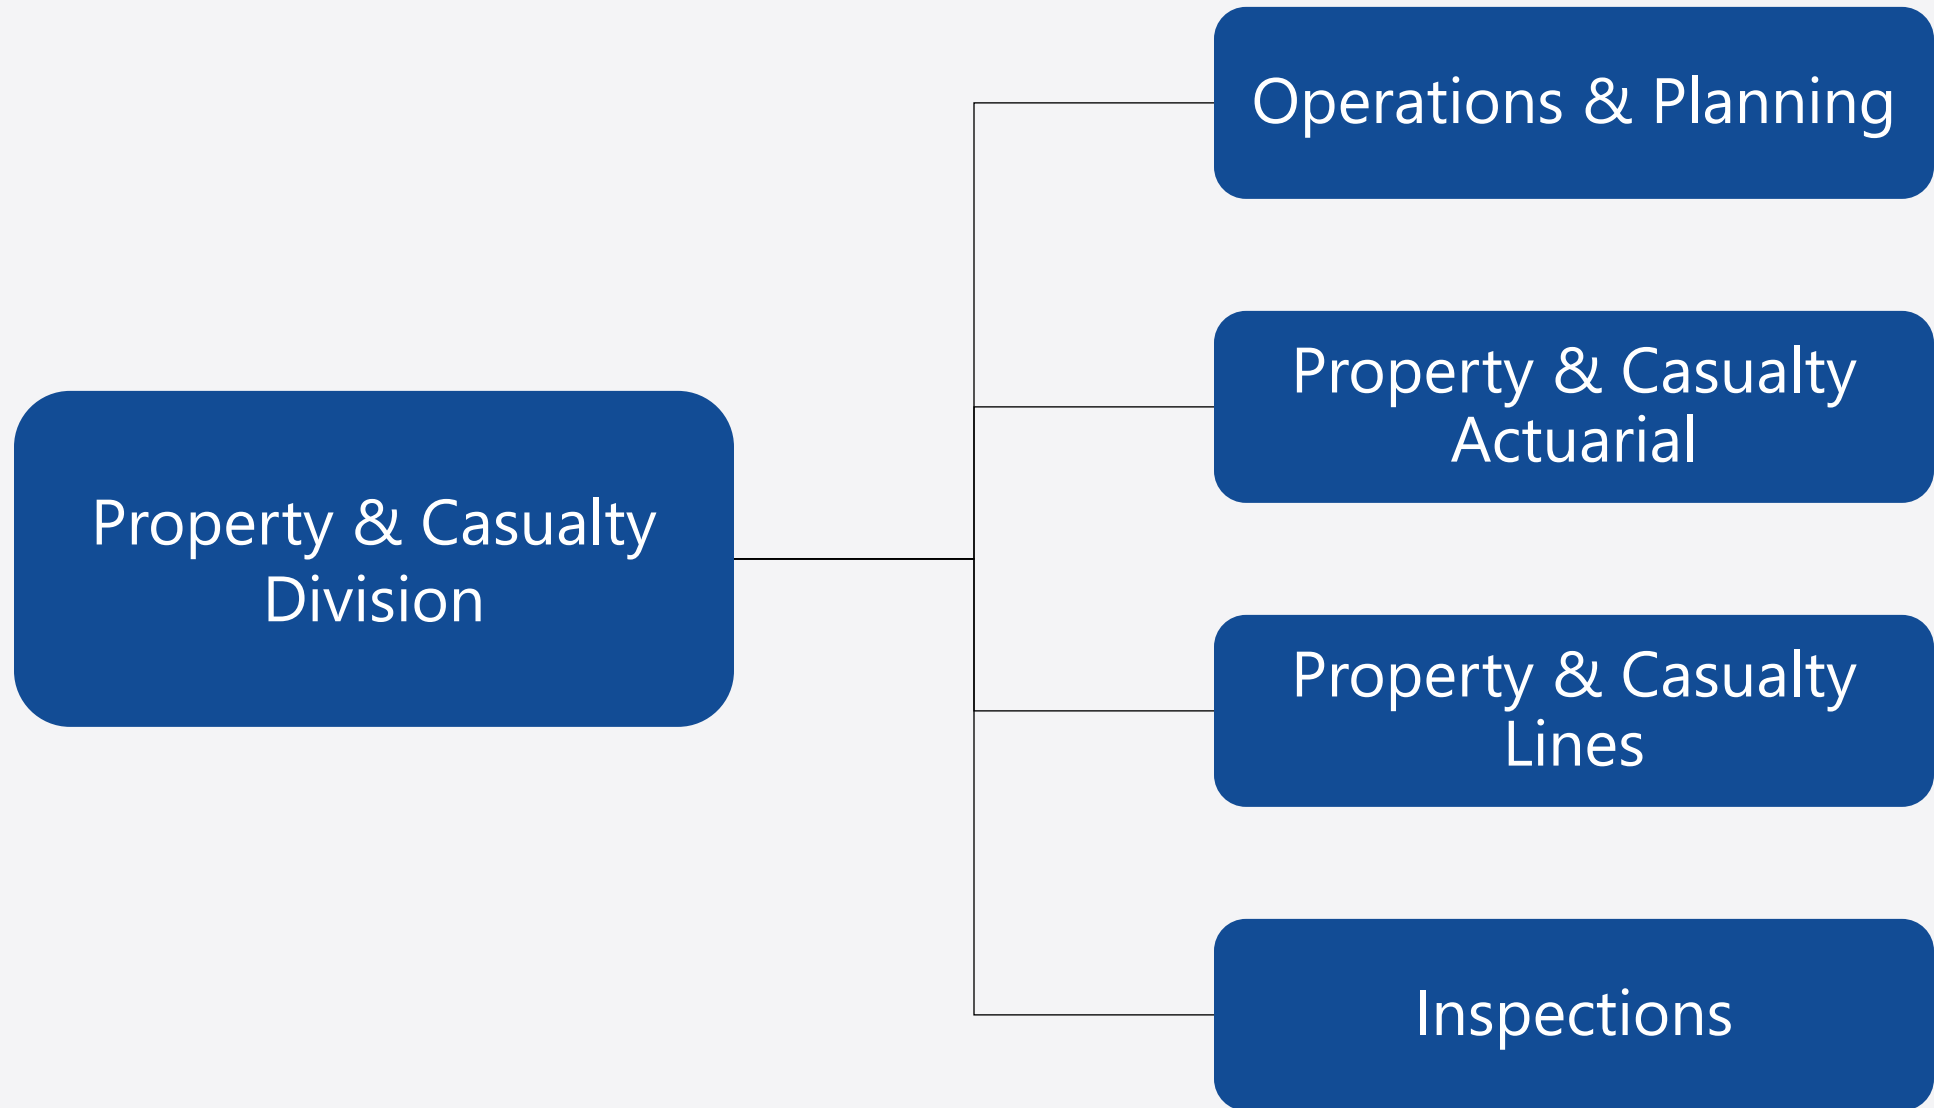 Operations & Planning
Property & Casualty
Actuarial
Property & Casualty
Division
Property & Casualty
Lines
Inspections